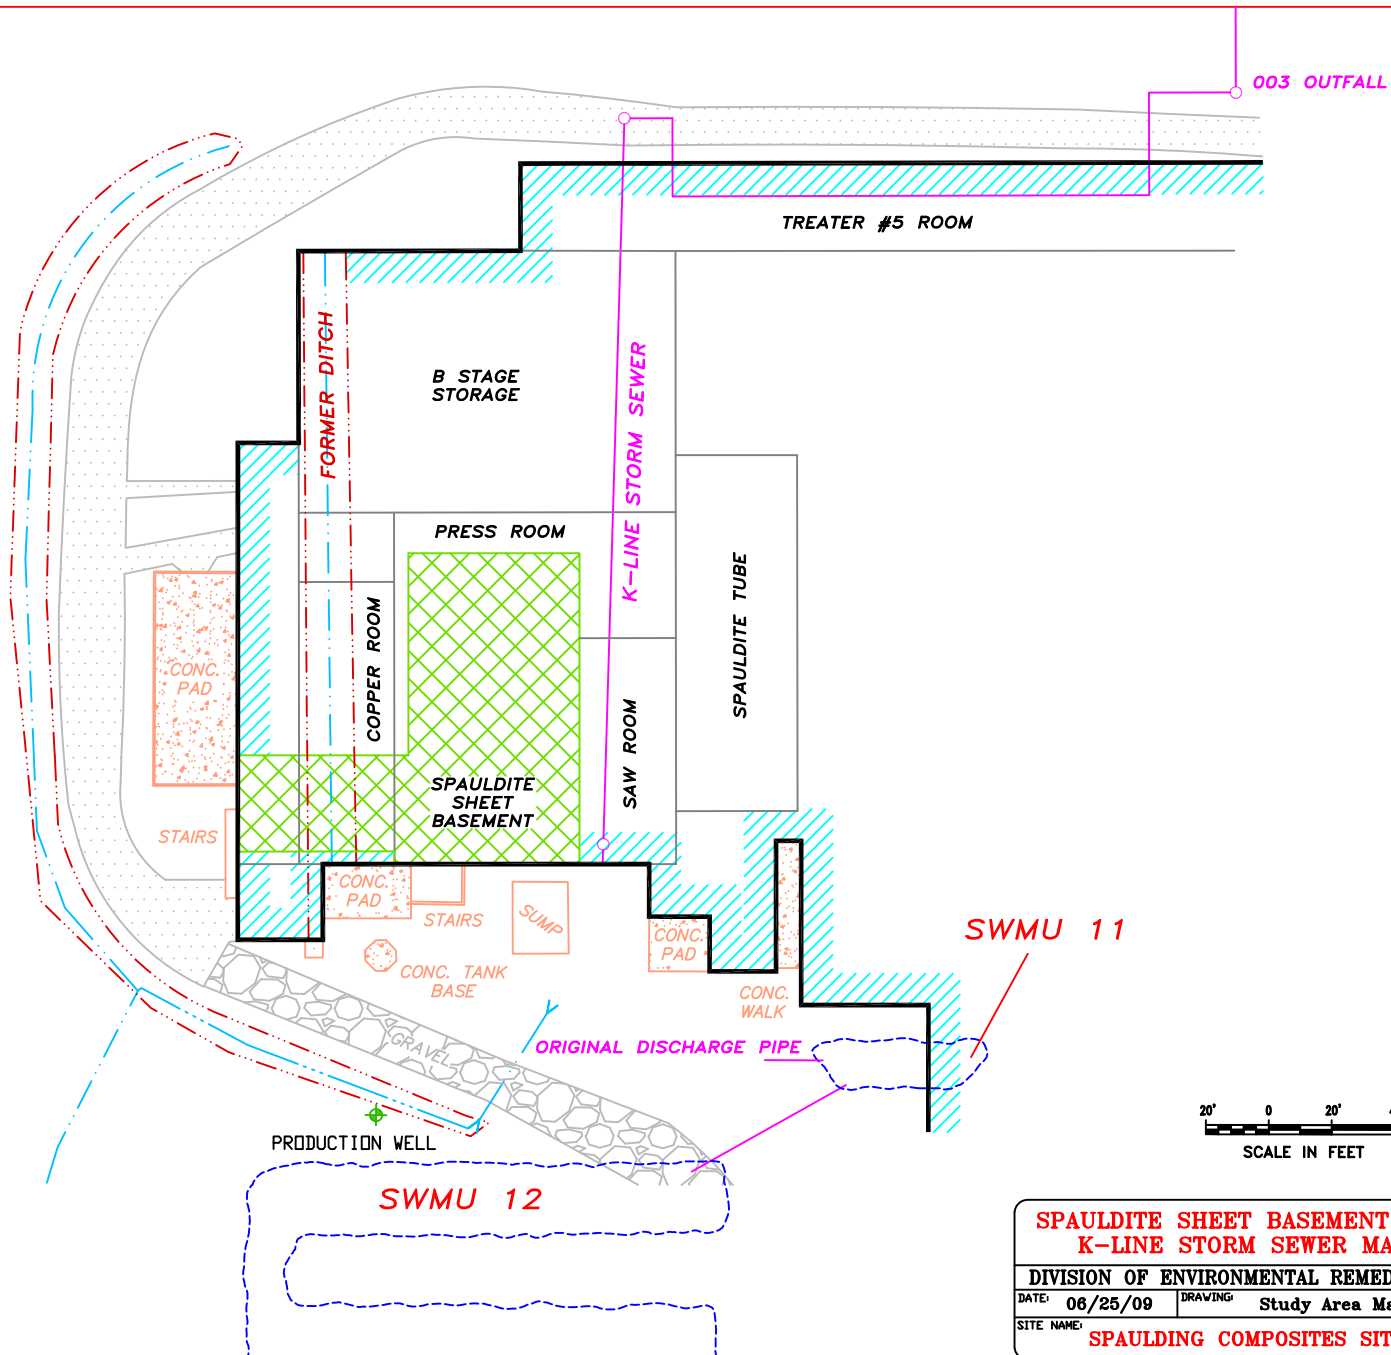 003 OUTFALL
TREATER #5 ROOM
FORMER DITCH
B STAGE
STORAGE
K-LINE STORM SEWER
PRESS ROOM
SPAULDITE TUBE
COPPER ROOM
CONC.
PAD
SAW ROOM
SPAULDITE
SHEET
BASEMENT
STAIRS
CONC.
PAD
STAIRS
SUMP
CONC.
PAD
SWMU 11
CONC. TANK
BASE
CONC.
WALK
GRAVEL
ORIGINAL DISCHARGE PIPE
PRODUCTION WELL
20' 0 20'
SCALE IN FEET
SWMU 12
SPAULDITE SHEET BASEMENT
K-LINE STORM SEWER MA
DIVISION OF ENVIRONMENTAL REMED
DATE: 06/25/09 DRAWING: Study Area Ma
SITE NAME: SPAULDING COMPOSITES SIT